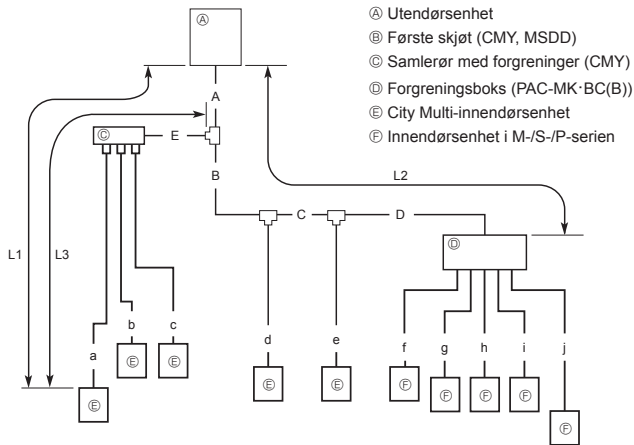 Ⓐ Utendørsenhet
Ⓑ Første skjøt (CMY, MSDD)
Ⓒ Samlerør med forgreninger (CMY)
Ⓓ Forgreningsboks (PAC-MK·BC(B))
Ⓔ City Multi-innendørsenhet
Ⓕ Innendørsenhet i M-/S-/P-serien
Ⓐ
A
Ⓒ E
B
L2
C D
Ⓓ
L1 L3
a b c d e f g h i j
Ⓔ Ⓔ Ⓔ Ⓔ Ⓔ Ⓕ Ⓕ Ⓕ Ⓕ Ⓕ